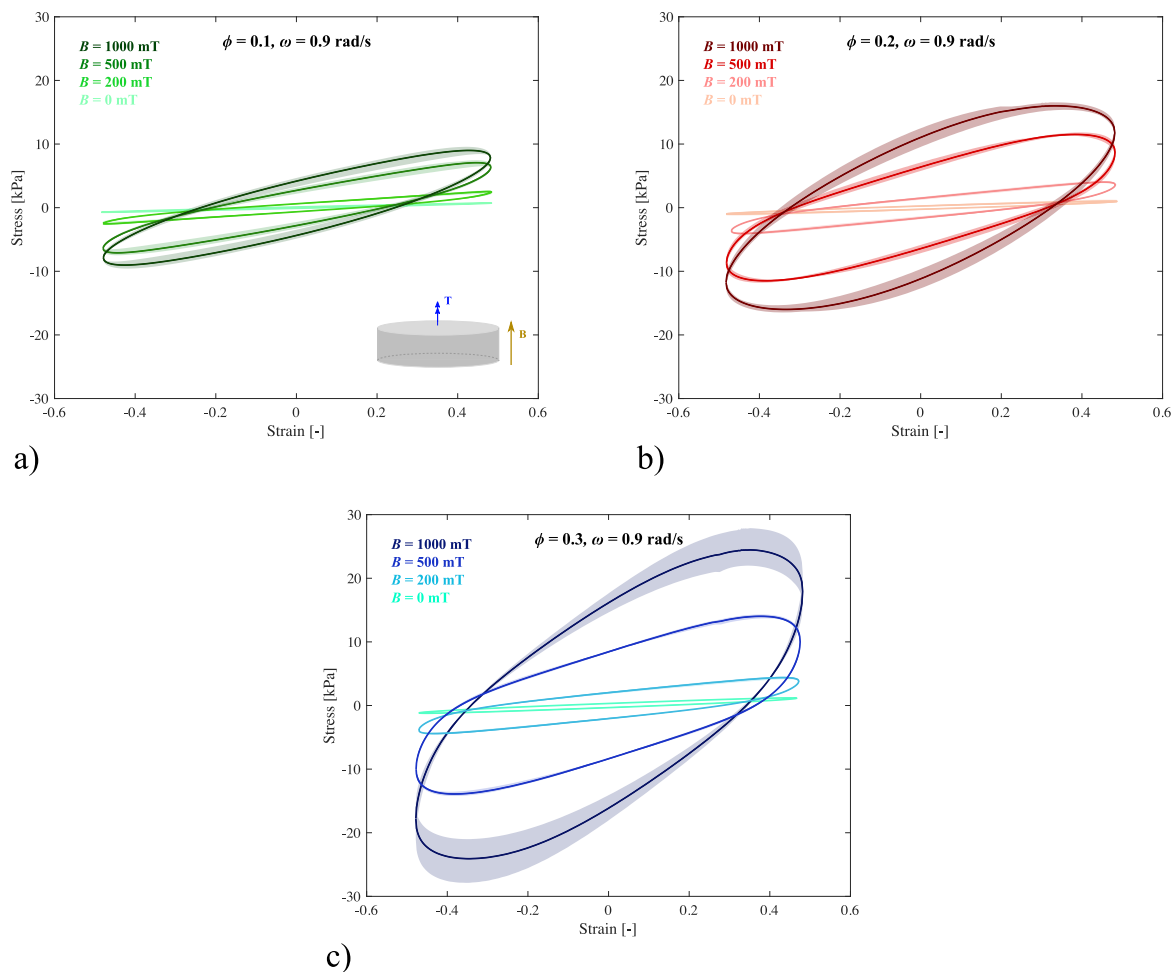 30
20
10
0
-10
-20
-30
Stress [kPa]
B = 1000 mT
B = 500 mT
B = 200 mT
B = 0 mT
ϕ = 0.1, ω = 0.9 rad/s
T
B
-0.6 -0.4 -0.2 0 0.2 0.4 0.6
Strain [-]
a)
30
20
10
0
-10
-20
-30
Stress [kPa]
B = 1000 mT
B = 500 mT
B = 200 mT
B = 0 mT
ϕ = 0.2, ω = 0.9 rad/s
-0.6 -0.4 -0.2 0 0.2 0.4 0.6
Strain [-]
b)
30
20
10
0
-10
-20
-30
Stress [kPa]
B = 1000 mT
B = 500 mT
B = 200 mT
B = 0 mT
ϕ = 0.3, ω = 0.9 rad/s
-0.6 -0.4 -0.2 0 0.2 0.4 0.6
Strain [-]
c)